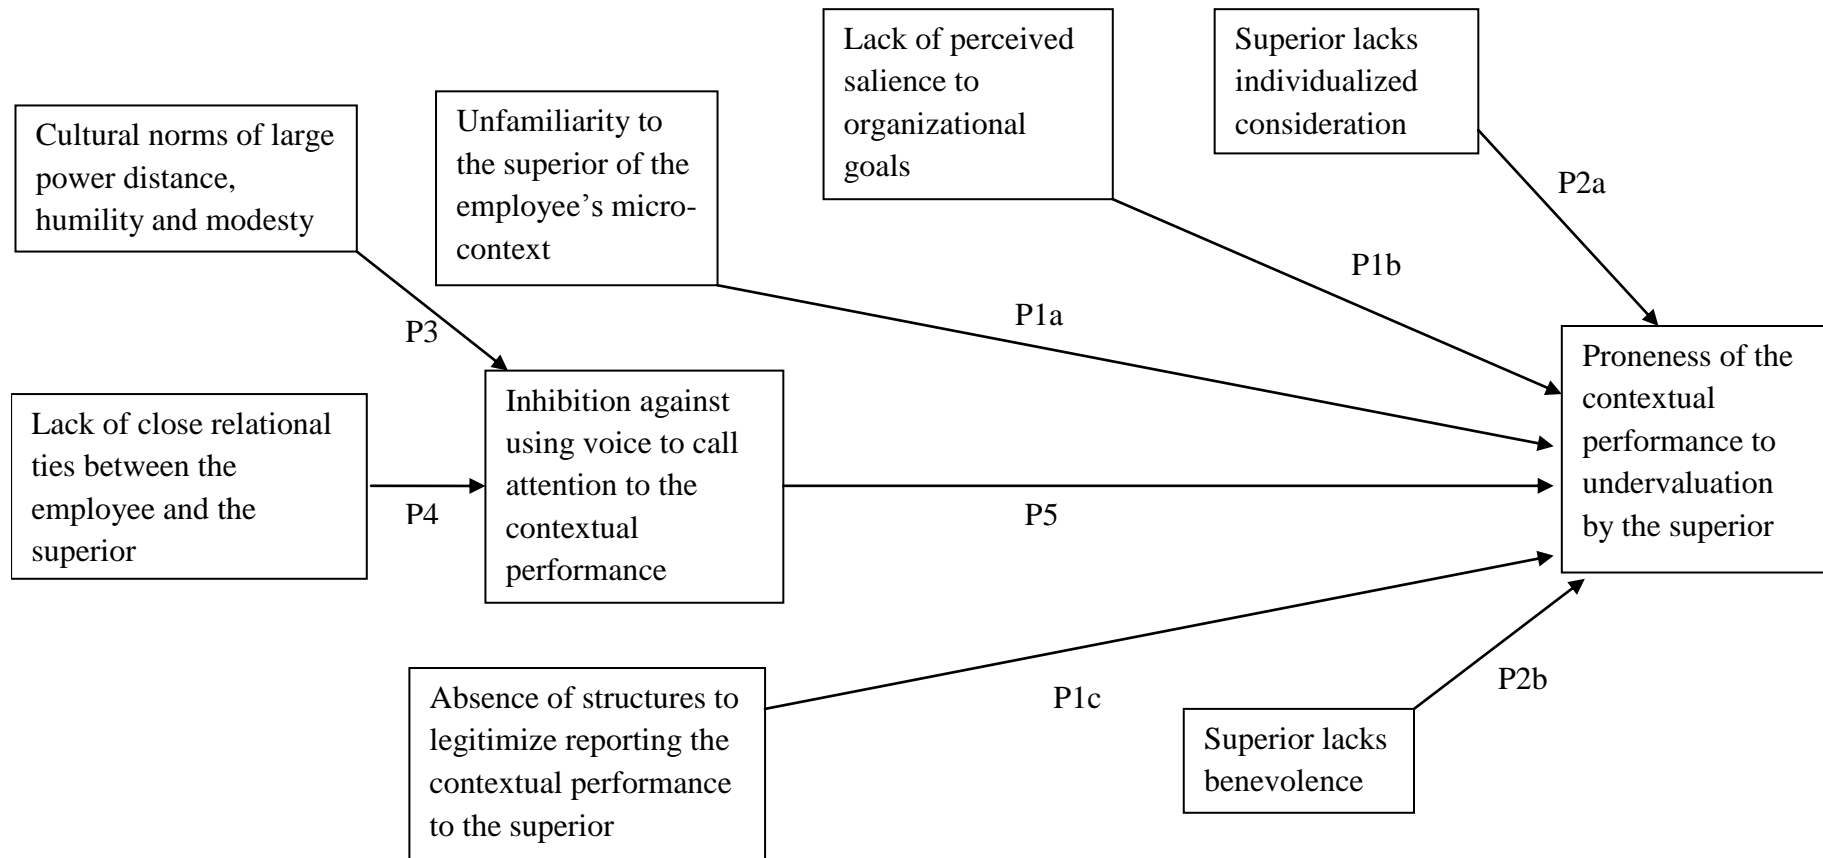 Lack of perceived
salience to
organizational
goals
Superior lacks
individualized
consideration
Cultural norms of large
power distance,
humility and modesty
Unfamiliarity to
the superior of the
employee’s micro-
context
P2a
P1b
P1a
P3
Proneness of the
contextual
performance to
undervaluation
by the superior
Lack of close relational
ties between the
employee and the
superior
P4
Inhibition against
using voice to call
attention to the
contextual
performance
P5
Absence of structures to
legitimize reporting the
contextual performance
to the superior
P1c
P2b
Superior lacks
benevolence